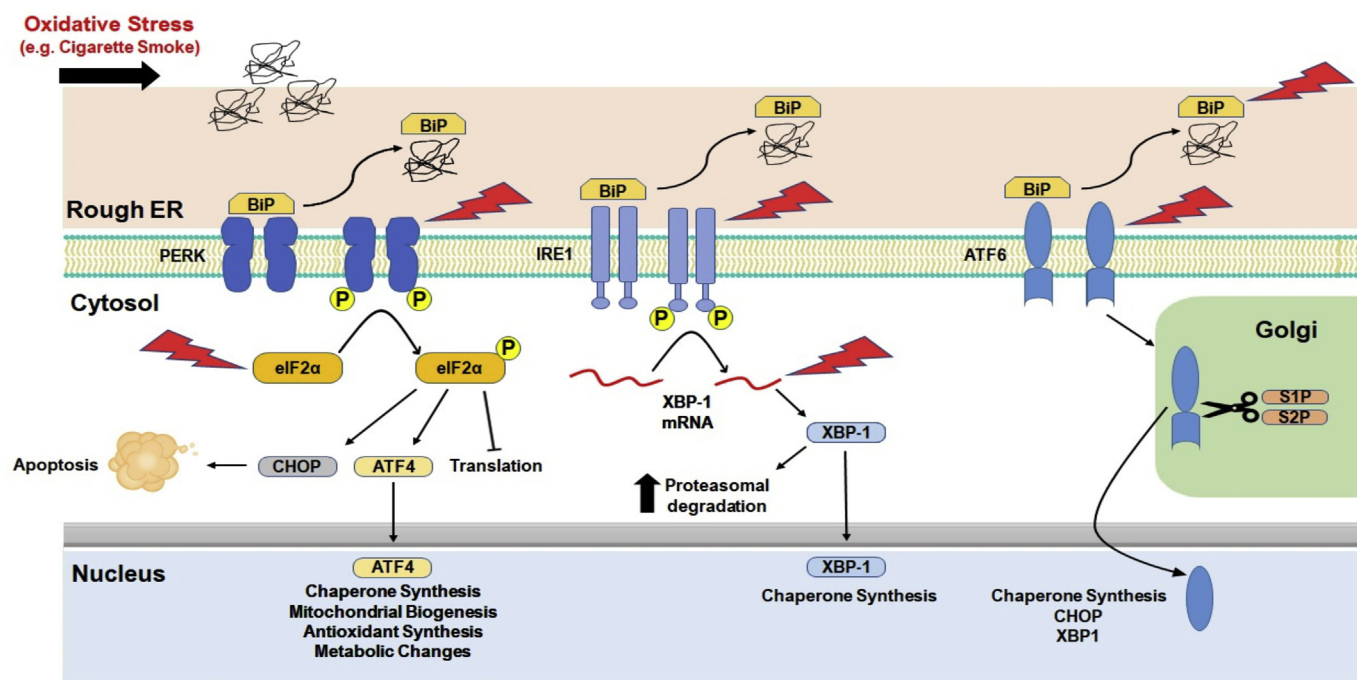 Oxidative Stress
(e.g. Cigarette Smoke)
BiP
BiP
BiP
BiP
BiP
BiP
Rough ER
PERK
IRE1
ATF6
Cytosol
P
P
P
P
Golgi
eIF2α
eIF2α
P
XBP-1
mRNA
S1P
S2P
XBP-1
Apoptosis
CHOP
ATF4
Translation
Proteasomal
degradation
Nucleus
ATF4
Chaperone Synthesis
Mitochondrial Biogenesis
Antioxidant Synthesis
Metabolic Changes
XBP-1
Chaperone Synthesis
Chaperone Synthesis
CHOP
XBP1